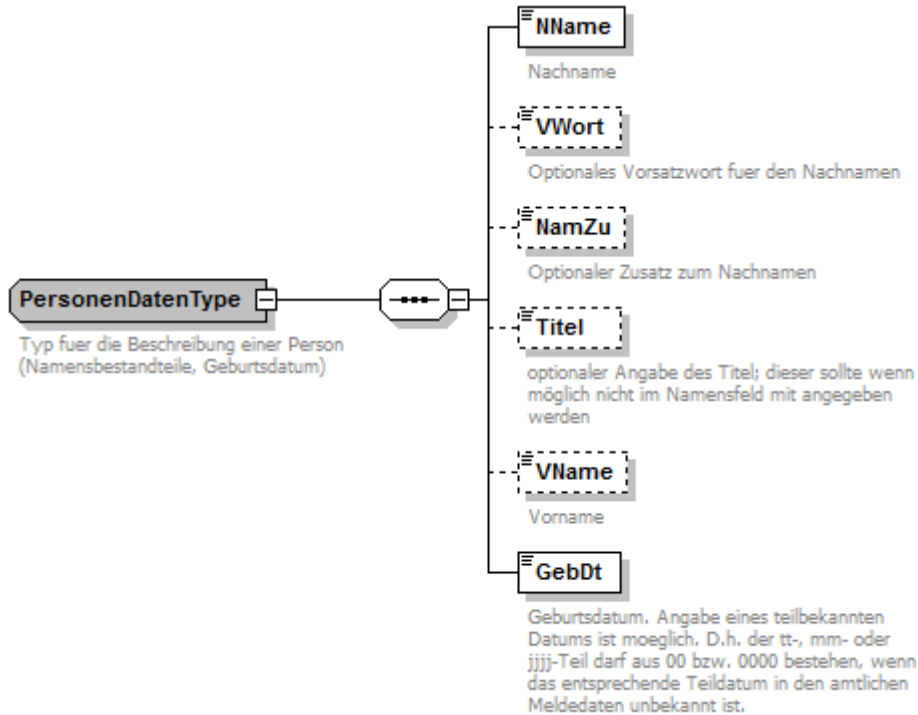 NName
Nachname
VWort
Optionales Vorsatzwort fuer den Nachnamen
NamZu
Optionaler Zusatz zum Nachnamen
PersonenDatenType
Typ fuer die Beschreibung einer Person
(Namensbestandteile, Geburtsdatum)
Titel
optionaler Angabe des Titel; dieser sollte wenn
möglich nicht im Namensfeld mit angegeben
werden
VName
Vorname
GebDt
Geburtsdatum. Angabe eines teilbekannten
Datums ist moeglich. D.h. der tt-, mm- oder
jjjj-Teil darf aus 00 bzw. 0000 bestehen, wenn
das entsprechende Teildatum in den amtlichen
Meldedaten unbekannt ist.